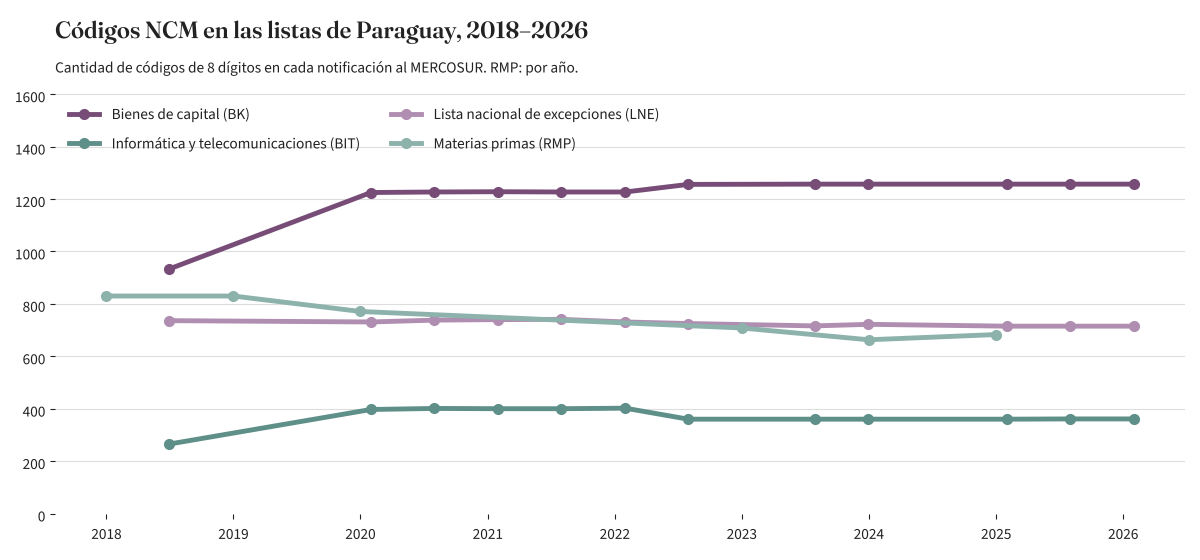 Códigos NCM en las listas de Paraguay, 2018–2026
Cantidad de códigos de 8 dígitos en cada notificación al MERCOSUR. RMP: por año.
Bienes de capital (BK)
Lista nacional de excepciones (LNE)
Informática y telecomunicaciones (BIT)
Materias primas (RMP)
1600
1400
1200
1000
800
600
400
200
0
2018 2019 2020 2021 2022 2023 2024 2025 2026